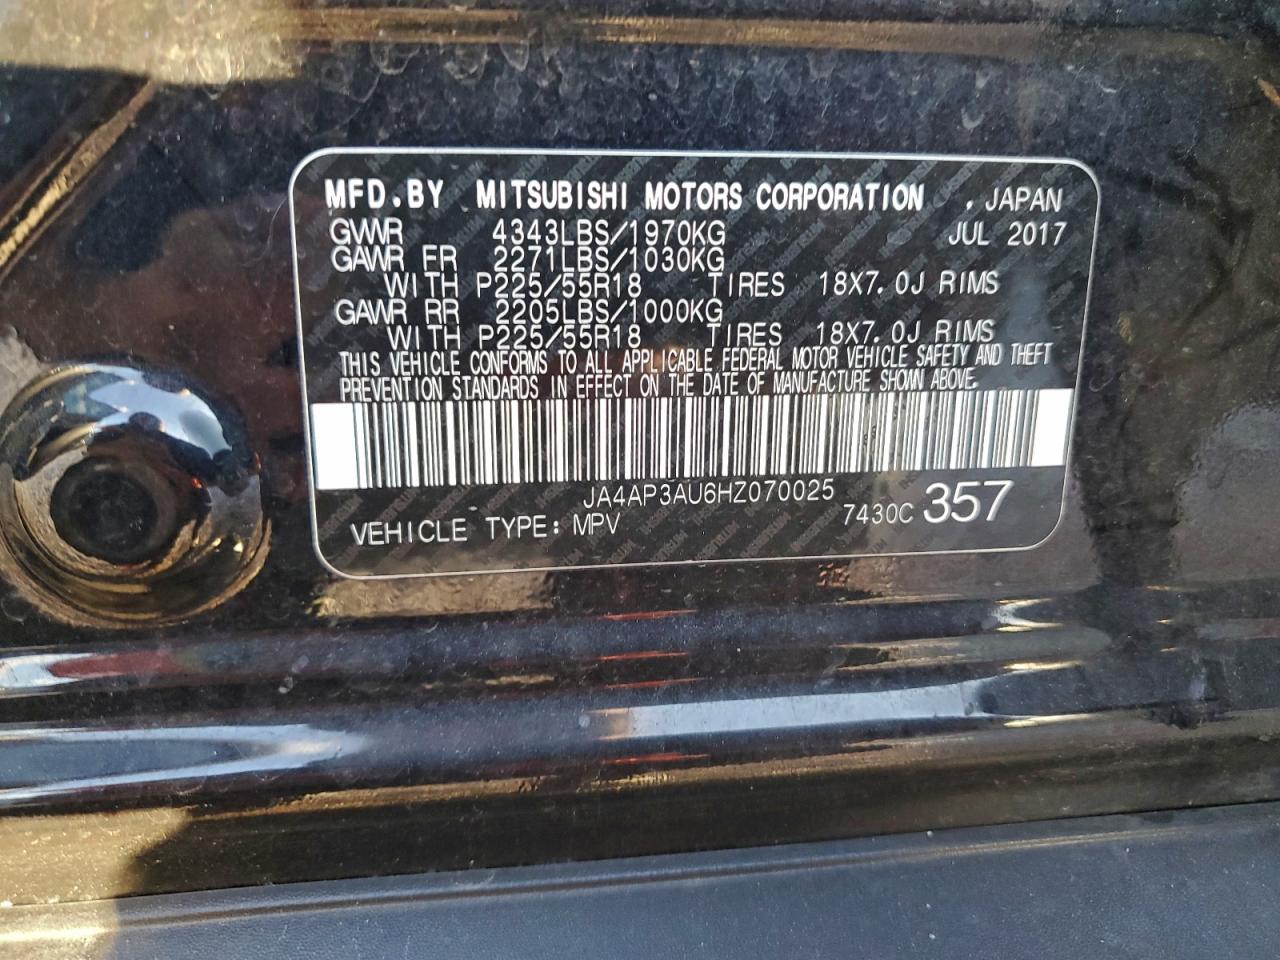 MFD.BY MITSUBISHI MOTORS CORPORATION , JAPAN
GVWR 4343LBS/1970KG JUL 2017
GAWR FR 2271LBS/1030KG
WITH P225/55R18 TIRES 18X7.0J RIMS
GAWR RR 2205LBS/1000KG
WITH P225/55R18 TIRES 18X7.0J RIMS
THIS VEHICLE CONFORMS TO ALL APPLICABLE FEDERAL MOTOR VEHICLE SAFETY AND THEFT
PREVENTION STANDARDS IN EFFECT ON THE DATE OF MANUFACTURE SHOWN ABOVE.
JA4AP3AU6HZ070025
VEHICLE TYPE: MPV 7430C 357